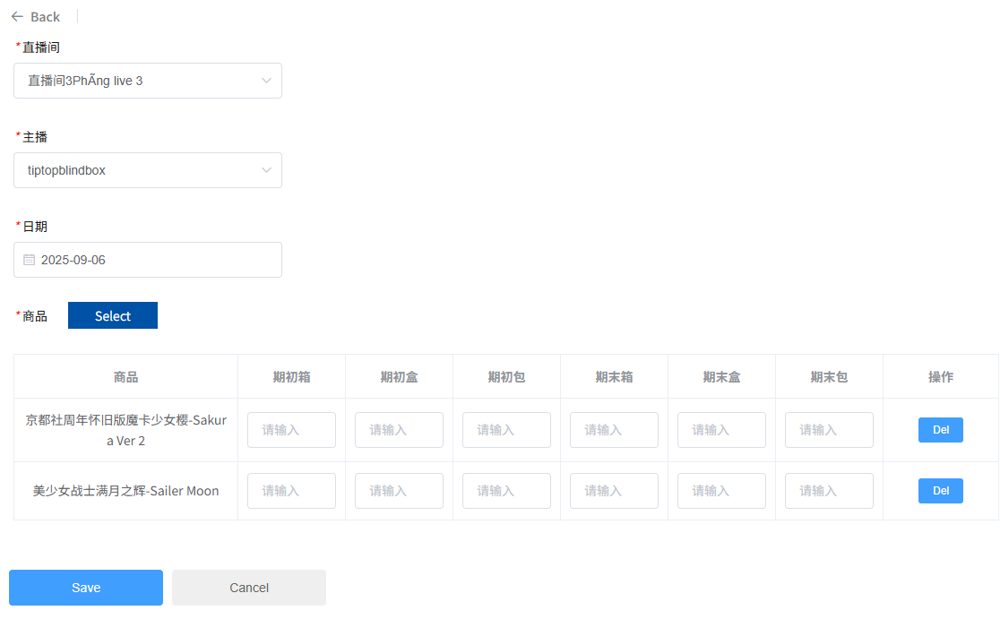 Back
*直播间
直播间3PhÃng live 3
*主播
tiptopblindbox
*日期
2025-09-06
*商品 Select
商品 期初箱 期初盒 期初包 期末箱 期末盒 期末包 操作
京都社周年怀旧版魔卡少女樱-Sakur
a Ver 2
请输入 请输入 请输入 请输入 请输入 请输入 Del
美少女战士满月之辉-Sailer Moon 请输入 请输入 请输入 请输入 请输入 请输入 Del
Save Cancel